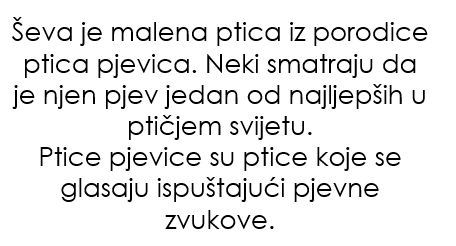 Ševa je malena ptica iz porodice
ptica pjevica. Neki smatraju da
je njen pjev jedan od najljepših u
ptičjem svijetu.
Ptice pjevice su ptice koje se
glasaju ispuštajući pjevne
zvukove.